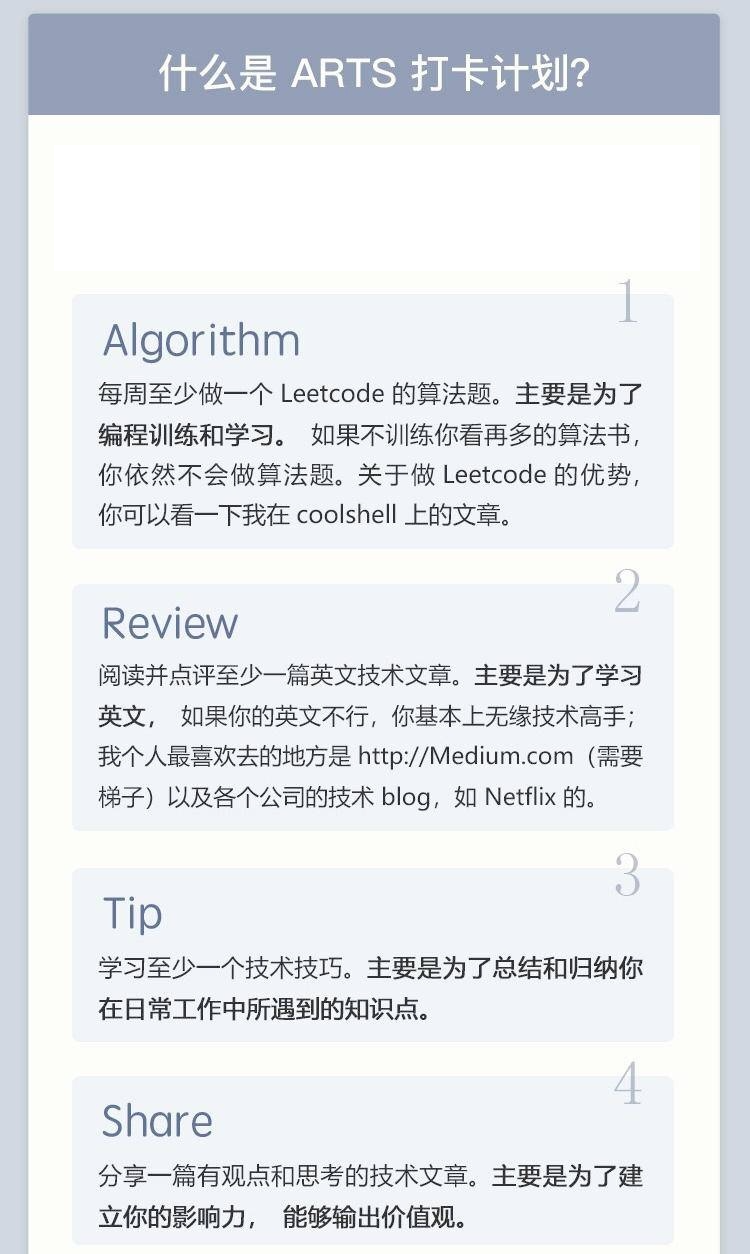 什么是 ARTS 打卡计划?
1
Algorithm
每周至少做一个 Leetcode 的算法题。主要是为了
编程训练和学习。 如果不训练你看再多的算法书,
你依然不会做算法题。关于做 Leetcode 的优势,
你可以看一下我在 coolshell 上的文章。
2
Review
阅读并点评至少一篇英文技术文章。主要是为了学习
英文, 如果你的英文不行, 你基本上无缘技术高手;
我个人最喜欢去的地方是 http://Medium.com（需要
梯子）以及各个公司的技术 blog, 如 Netflix 的。
3
Tip
学习至少一个技术技巧。主要是为了总结和归纳你
在日常工作中所遇到的知识点。
4
Share
分享一篇有观点和思考的技术文章。主要是为了建
立你的影响力, 能够输出价值观。